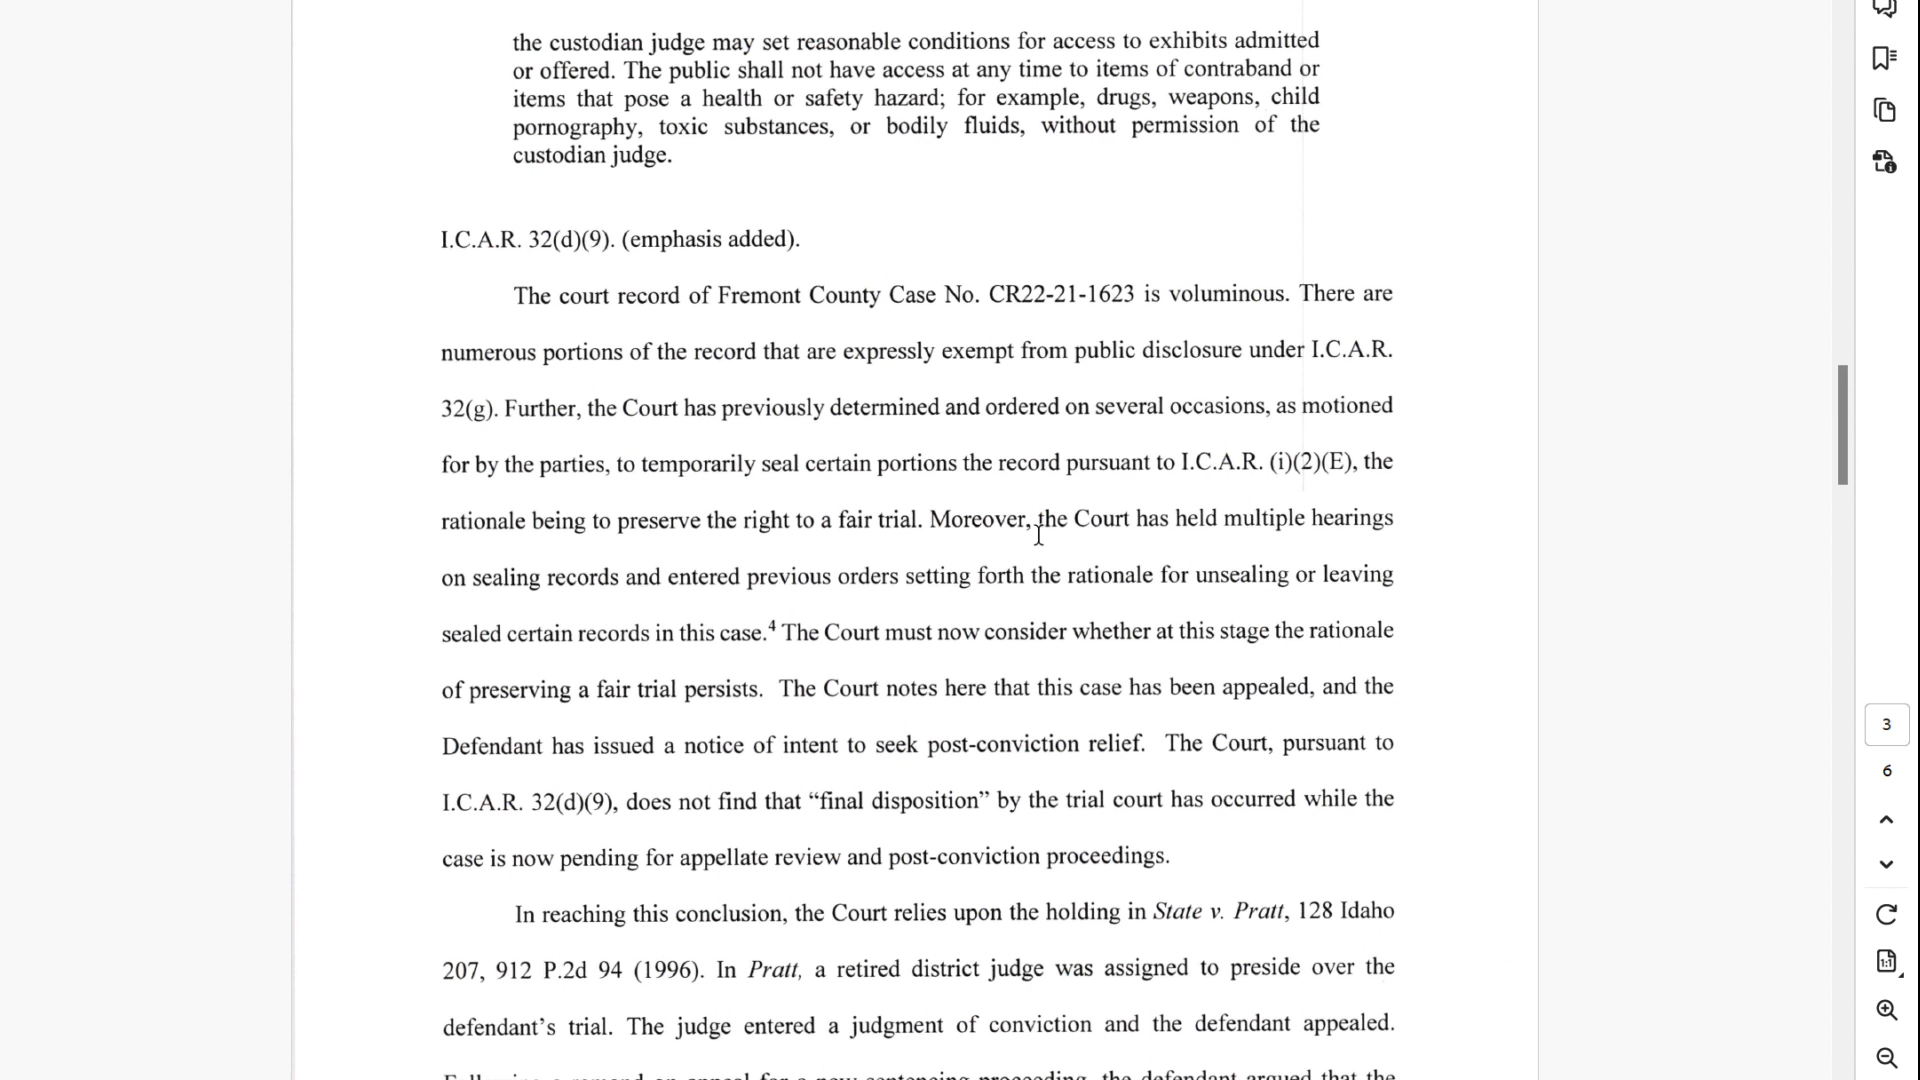 the custodian judge may set reasonable conditions for access to exhibits admitted
or offered. The public shall not have access at any time to items of contraband or
items that pose a health or safety hazard; for example, drugs, weapons, child
pornography, toxic substances, or bodily fluids, without permission of the
custodian judge.
I.C.A.R. 32(d)(9). (emphasis added).
The court record of Fremont County Case No. CR22-21-1623 is voluminous. There are
numerous portions of the record that are expressly exempt from public disclosure under I.C.A.R.
32(g). Further, the Court has previously determined and ordered on several occasions, as motioned
for by the parties, to temporarily seal certain portions the record pursuant to I.C.A.R. (i)(2)(E), the
rationale being to preserve the right to a fair trial. Moreover, the Court has held multiple hearings
on sealing records and entered previous orders setting forth the rationale for unsealing or leaving
sealed certain records in this case.⁴ The Court must now consider whether at this stage the rationale
of preserving a fair trial persists. The Court notes here that this case has been appealed, and the
Defendant has issued a notice of intent to seek post-conviction relief. The Court, pursuant to
I.C.A.R. 32(d)(9), does not find that “final disposition” by the trial court has occurred while the
case is now pending for appellate review and post-conviction proceedings.
In reaching this conclusion, the Court relies upon the holding in State v. Pratt, 128 Idaho
207, 912 P.2d 94 (1996). In Pratt, a retired district judge was assigned to preside over the
defendant’s trial. The judge entered a judgment of conviction and the defendant appealed.
3
6
1:1